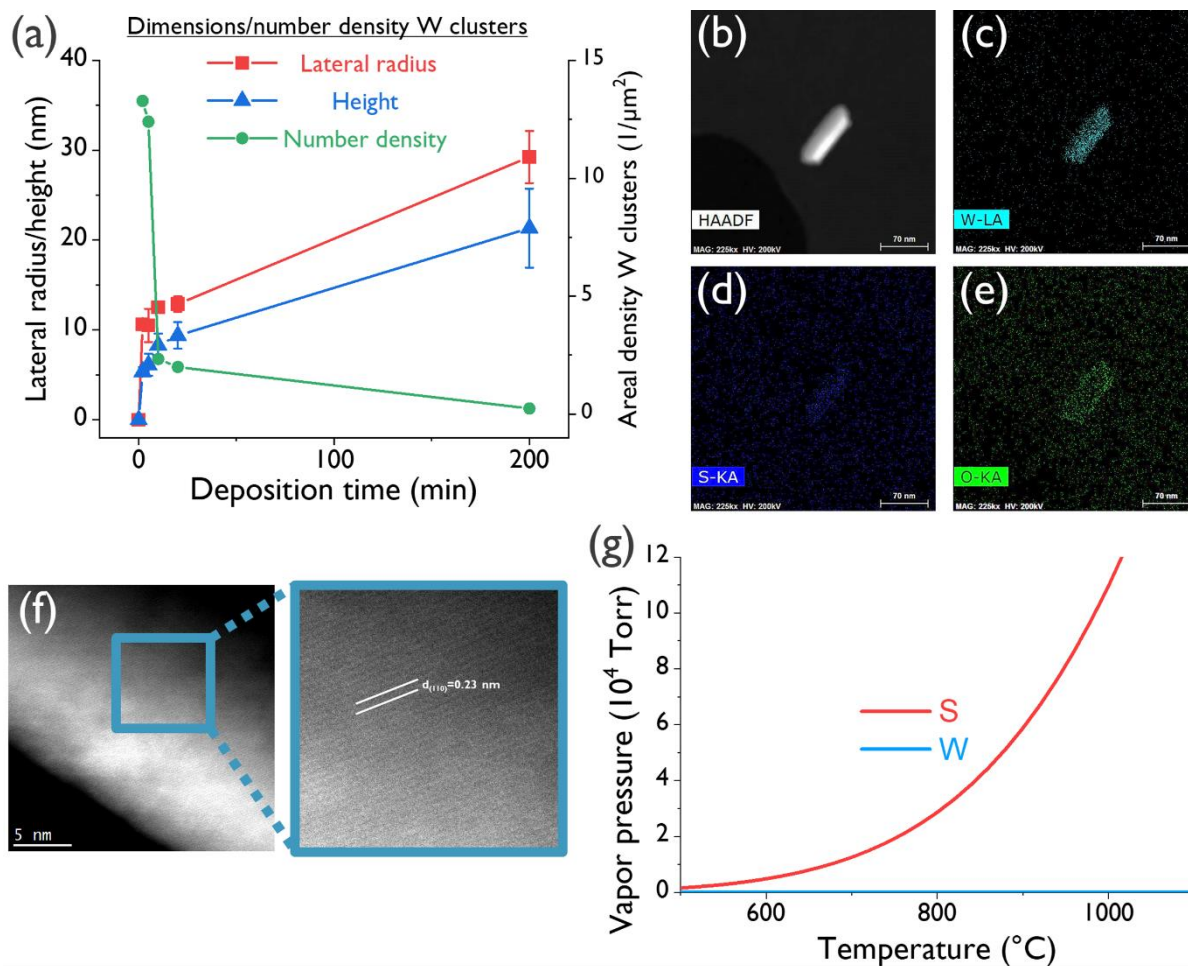 (a)
Dimensions/number density W clusters
Lateral radius
Height
Number density
40
30
20
10
0
Lateral radius/height (nm)
15
10
5
0
Areal density W clusters (1/μm²)
0
100
200
Deposition time (min)
(b)
HAADF
MAG: 225kx HV: 200kV
70 nm
(c)
W-LA
MAG: 225kx HV: 200kV
70 nm
(d)
S-KA
MAG: 225kx HV: 200kV
70 nm
(e)
O-KA
MAG: 225kx HV: 200kV
70 nm
(f)
5 nm
d(110)=0.23 nm
(g)
12
10
8
6
4
2
0
Vapor pressure (10⁴ Torr)
S
W
600
800
1000
Temperature (°C)